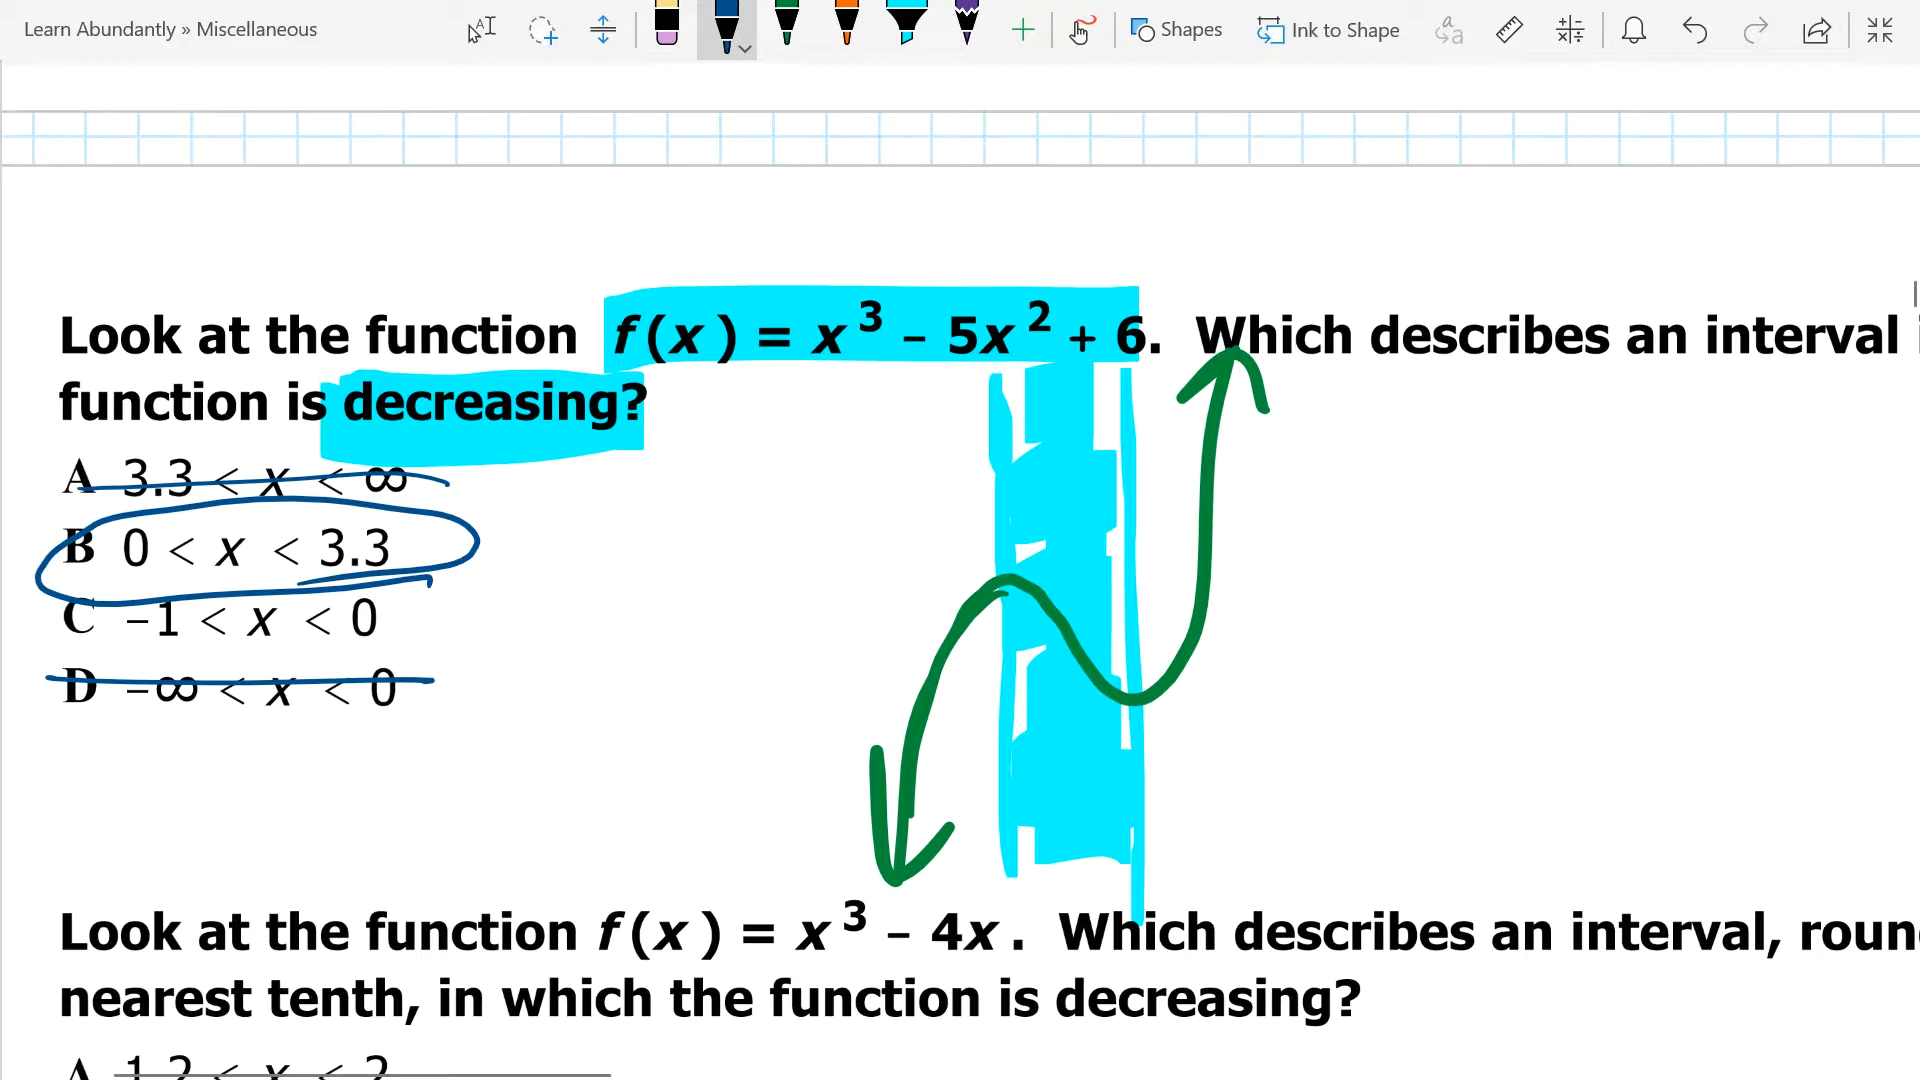 Learn Abundantly » Miscellaneous
Shapes
Ink to Shape
Look at the function f(x) = x³ – 5x² + 6. Which describes an interval
function is decreasing?
A 3.3 < x < ∞
B 0 < x < 3.3
C –1 < x < 0
D –∞ < x < 0
Look at the function f(x) = x³ – 4x. Which describes an interval, roun
nearest tenth, in which the function is decreasing?